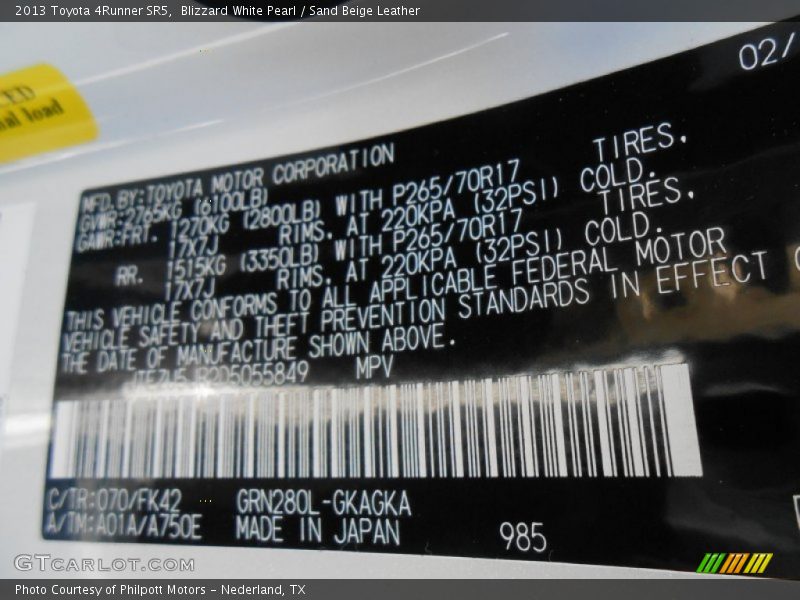 2013 Toyota 4Runner SR5, Blizzard White Pearl / Sand Beige Leather
02/
load
MFD.BY:TOYOTA MOTOR CORPORATION
GVWR:2765KG (6100LB)
GAWR:FRT. 1270KG (2800LB) WITH P265/70R17 TIRES,
17X7J RIMS, AT 220KPA (32PSI) COLD.
RR. 1515KG (3350LB) WITH P265/70R17 TIRES,
17X7J RIMS, AT 220KPA (32PSI) COLD.
THIS VEHICLE CONFORMS TO ALL APPLICABLE FEDERAL MOTOR
VEHICLE SAFETY AND THEFT PREVENTION STANDARDS IN EFFECT
THE DATE OF MANUFACTURE SHOWN ABOVE.
MPV
C/TR:070/FK42 GRN280L-GKAGKA
A/TM:A01A/A750E MADE IN JAPAN 985
GTCARLOT.COM
Photo Courtesy of Philpott Motors - Nederland, TX